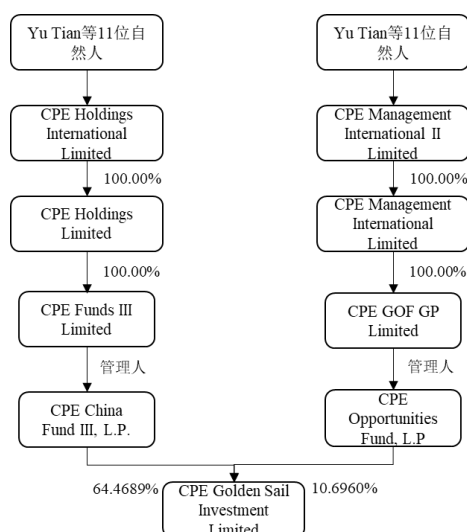 Yu Tian等11位自
然人
CPE Holdings
International
Limited
100.00%
CPE Holdings
Limited
100.00%
CPE Funds III
Limited
管理人
CPE China
Fund III, L.P.
64.4689%
Yu Tian等11位自
然人
CPE Management
International Ⅱ
Limited
100.00%
CPE Management
International
Limited
100.00%
CPE GOF GP
Limited
管理人
CPE
Opportunities
Fund, L.P
10.6960%
CPE Golden Sail
Investment
Limited